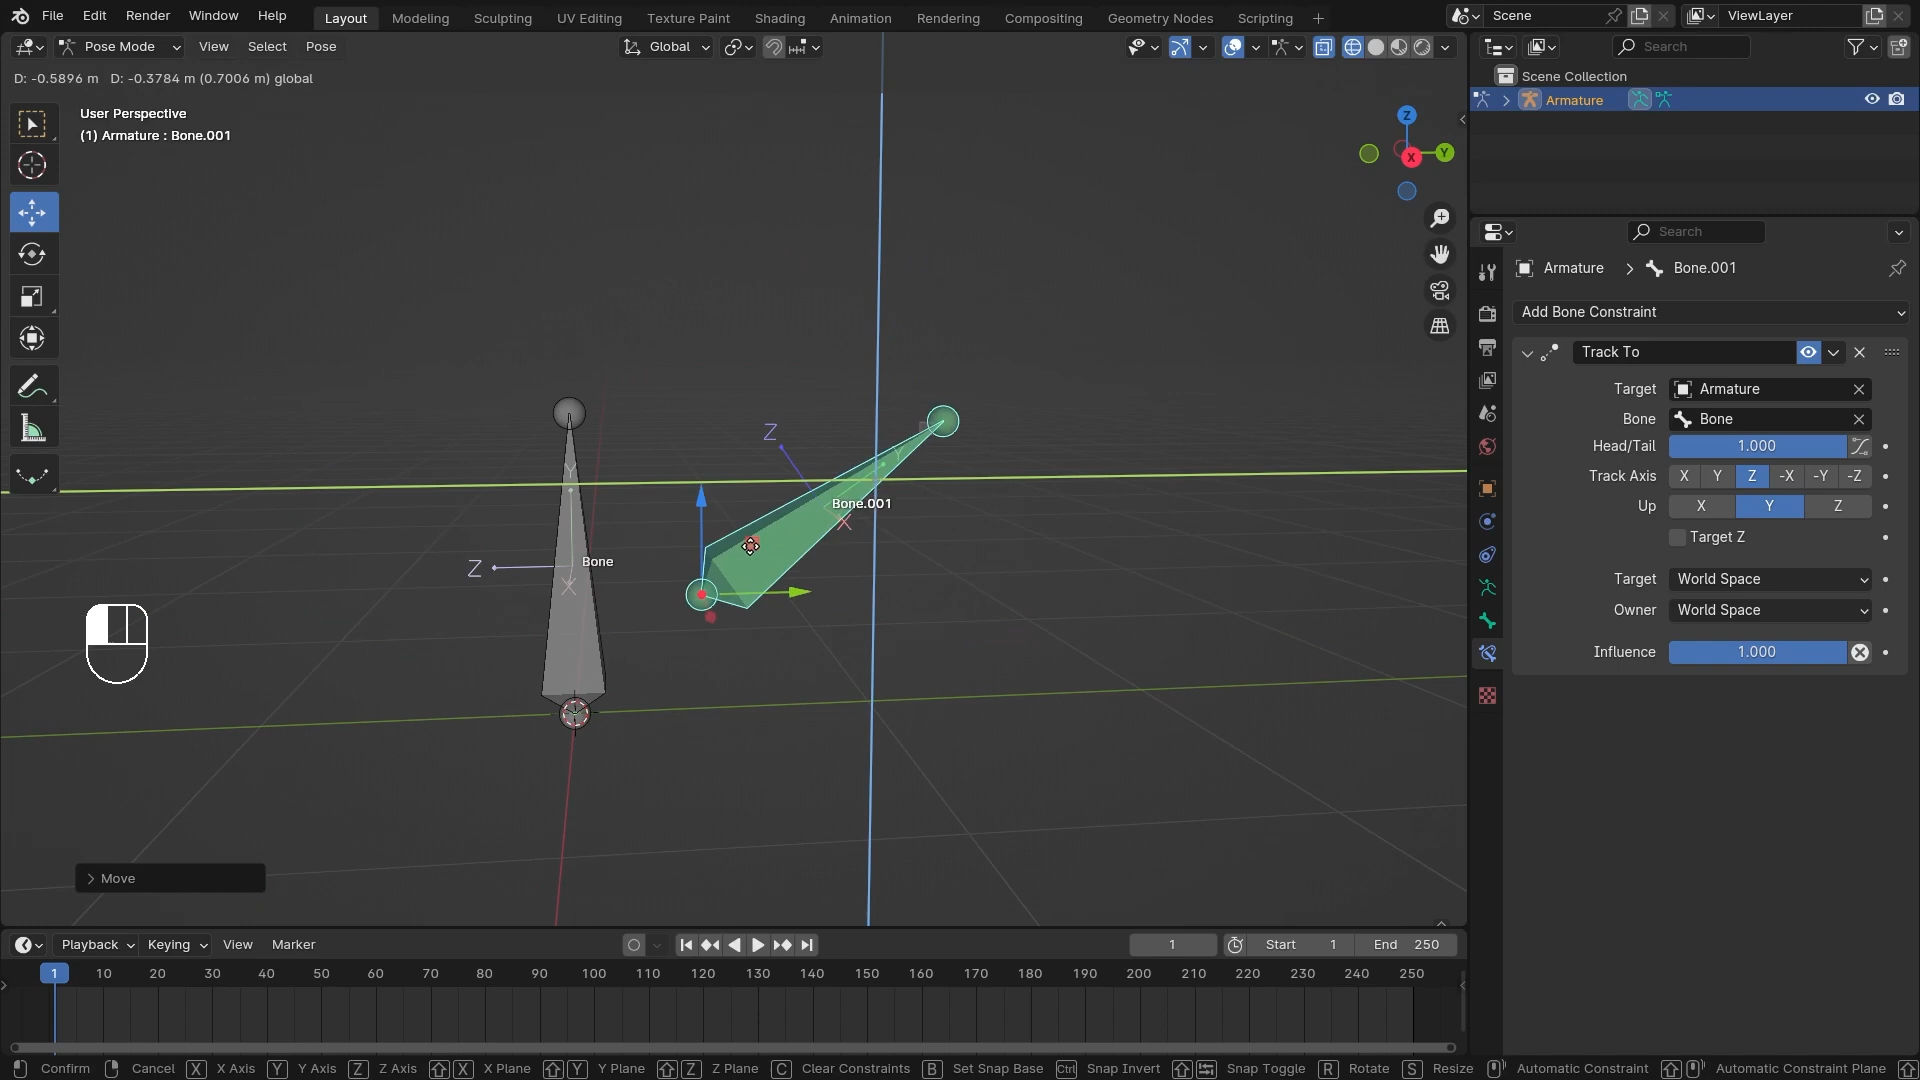 File Edit Render Window Help Layout Modeling Sculpting UV Editing Texture Paint Shading Animation Rendering Compositing Geometry Nodes Scripting + Scene ViewLayer
Pose Mode View Select Pose Global Search
D: -0.5896 m D: -0.3784 m (0.7006 m) global
Scene Collection
Armature
User Perspective
(1) Armature : Bone.001
Z
Y
X
Search
Armature > Bone.001
Add Bone Constraint
Track To
Target Armature
Bone Bone
Head/Tail 1.000
Track Axis X Y Z -X -Y -Z
Up X Y Z
Target Z
Target World Space
Owner World Space
Influence 1.000
Z
Y
Y
Bone.001
X
Z
Bone
X
Move
Playback Keying View Marker 1 Start 1 End 250
1 10 20 30 40 50 60 70 80 90 100 110 120 130 140 150 160 170 180 190 200 210 220 230 240 250
Confirm Cancel X X Axis Y Y Axis Z Z Axis X X Plane Y Y Plane Z Z Plane C Clear Constraints B Set Snap Base Ctrl Snap Invert Snap Toggle R Rotate S Resize Automatic Constraint Automatic Constraint Plane